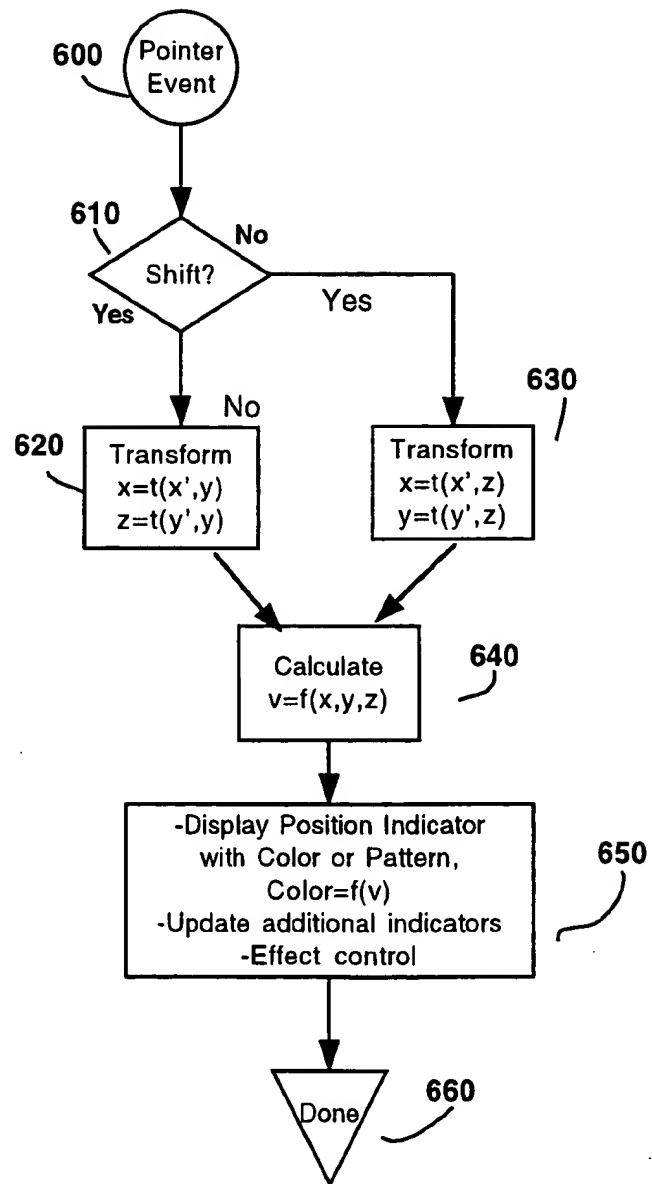 600
Pointer
Event
610
No
Shift?
Yes
Yes
No
620
Transform
x=t(x',y)
z=t(y',y)
630
Transform
x=t(x',z)
y=t(y',z)
Calculate
v=f(x,y,z)
640
-Display Position Indicator
with Color or Pattern,
Color=f(v)
-Update additional indicators
-Effect control
650
Done
660